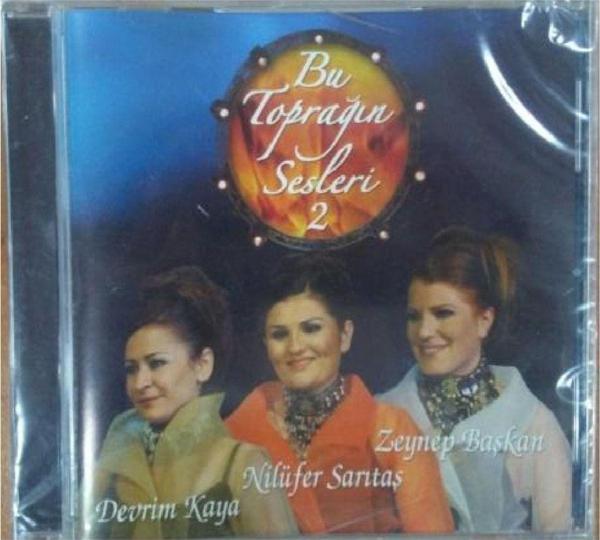 Bu
Toprağın
Sesleri
2
Zeynep Başkan
Nilüfer Sarıtaş
Devrim Kaya